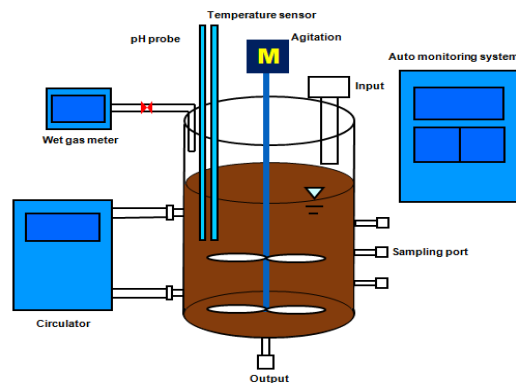 Temperature sensor
pH probe
Agitation
M
Input
Auto monitoring system
Wet gas meter
Sampling port
Circulator
Output